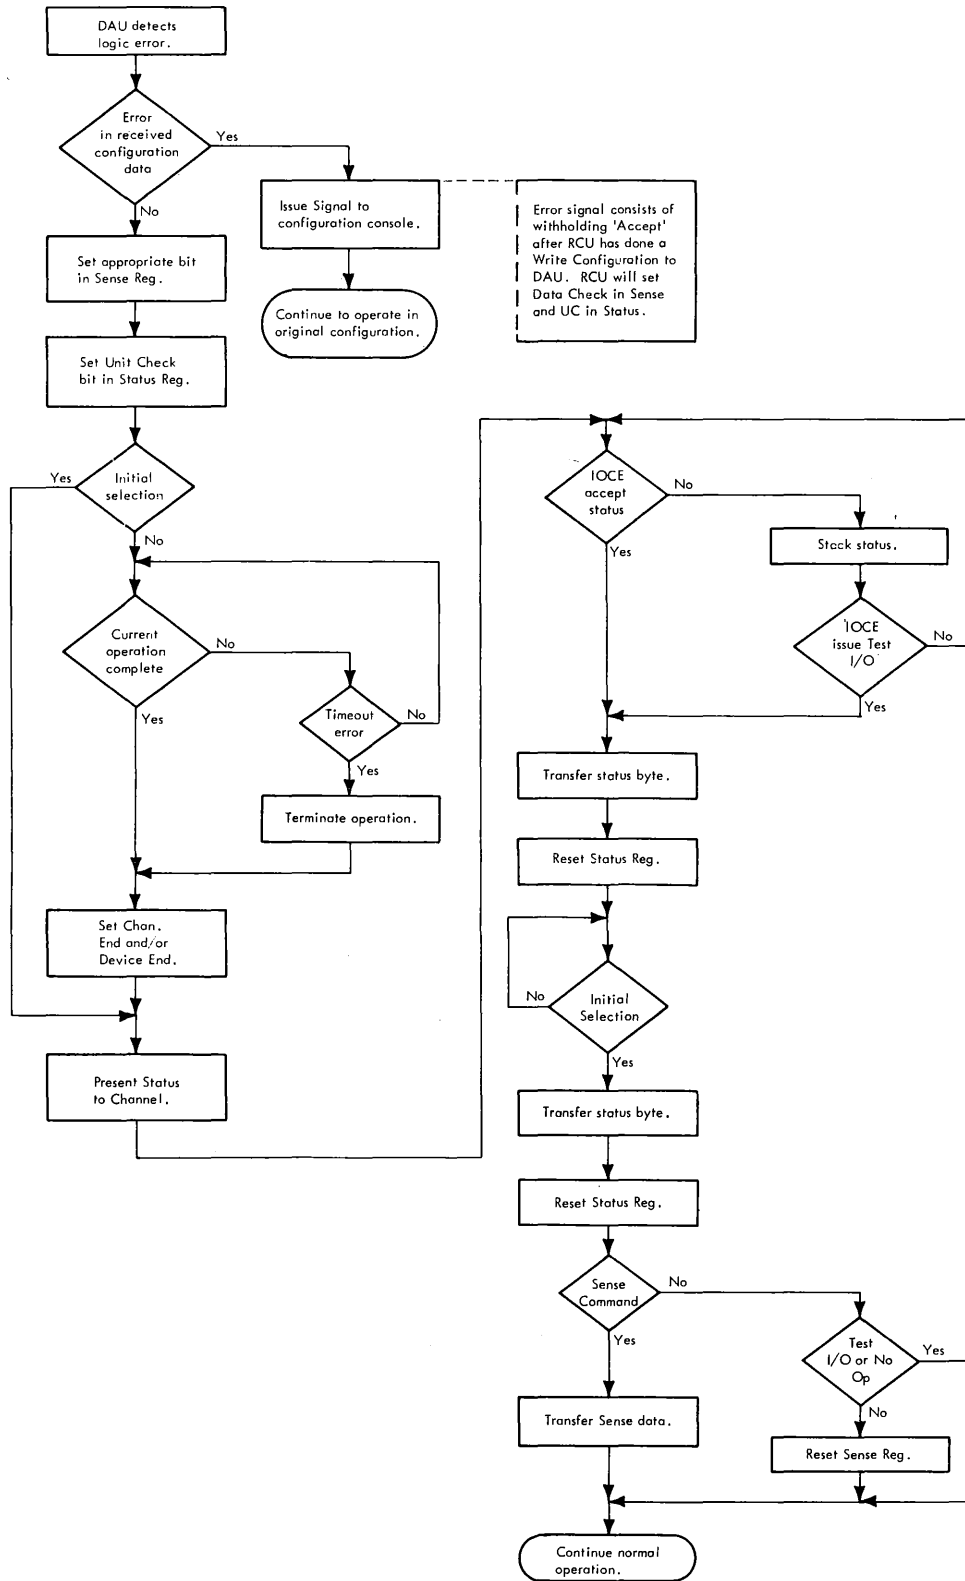 DAU detects
logic error.
Error
in received
configuration
data
Yes
No
Issue Signal to
configuration console.
Error signal consists of
withholding 'Accept'
after RCU has done a
Write Configuration to
DAU. RCU will set
Data Check in Sense
and UC in Status.
Set appropriate bit
in Sense Reg.
Continue to operate in
original configuration.
Set Unit Check
bit in Status Reg.
Yes
Initial
selection
No
Current
operation
complete
No
Yes
Timeout
error
No
Yes
Terminate operation.
Set Chan.
End and/or
Device End.
Present Status
to Channel.
IOCE
accept
status
No
Yes
Stack status.
IOCE
issue Test
I/O
No
Yes
Transfer status byte.
Reset Status Reg.
No
Initial
Selection
Yes
Transfer status byte.
Reset Status Reg.
Sense
Command
No
Yes
Test
I/O or No
Op
Yes
No
Transfer Sense data.
Reset Sense Reg.
Continue normal
operation.